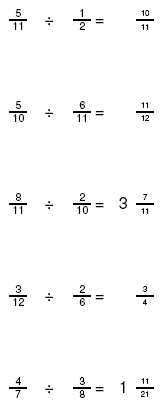 5/11 ÷ 1/2 = 10/11
5/10 ÷ 6/11 = 11/12
8/11 ÷ 2/10 = 3 7/11
3/12 ÷ 2/6 = 3/4
4/7 ÷ 3/8 = 1 11/21